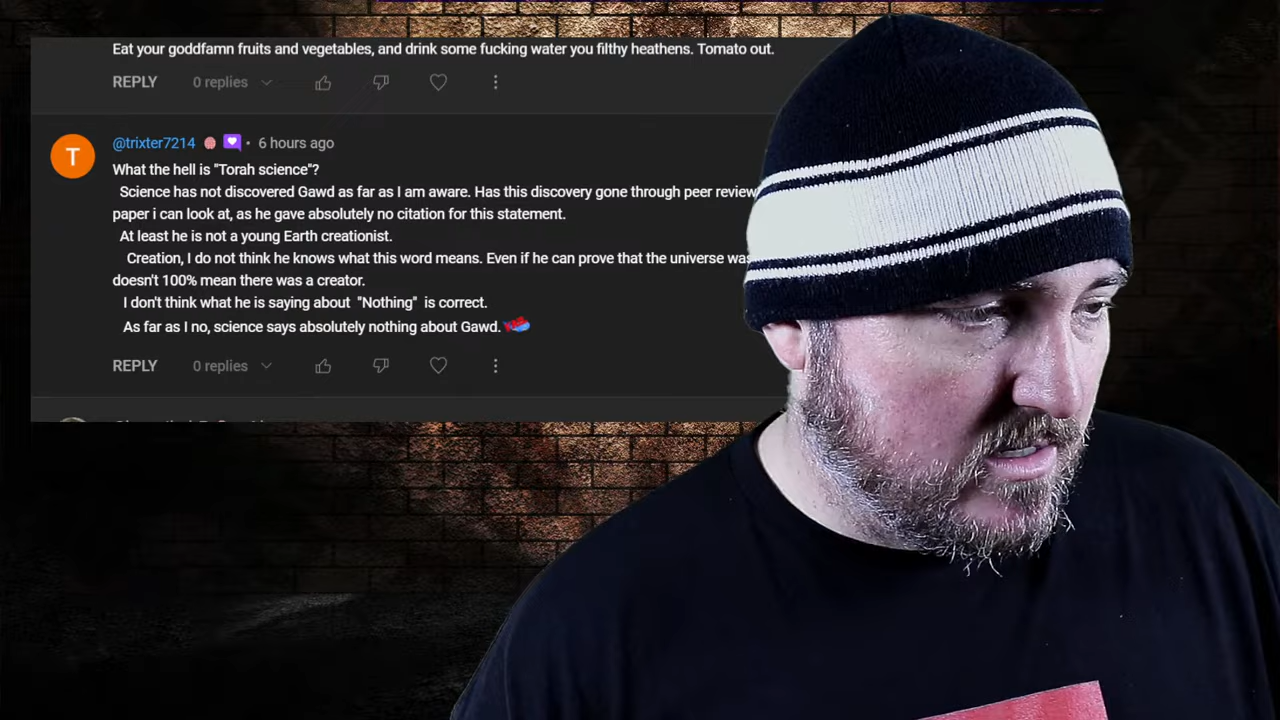 Eat your goddfamn fruits and vegetables, and drink some fucking water you filthy heathens. Tomato out.
REPLY 0 replies
T
@trixter7214 • 6 hours ago
What the hell is "Torah science"?
Science has not discovered Gawd as far as I am aware. Has this discovery gone through peer review
paper i can look at, as he gave absolutely no citation for this statement.
At least he is not a young Earth creationist.
Creation, I do not think he knows what this word means. Even if he can prove that the universe was
doesn't 100% mean there was a creator.
I don't think what he is saying about "Nothing" is correct.
As far as I no, science says absolutely nothing about Gawd.
REPLY 0 replies